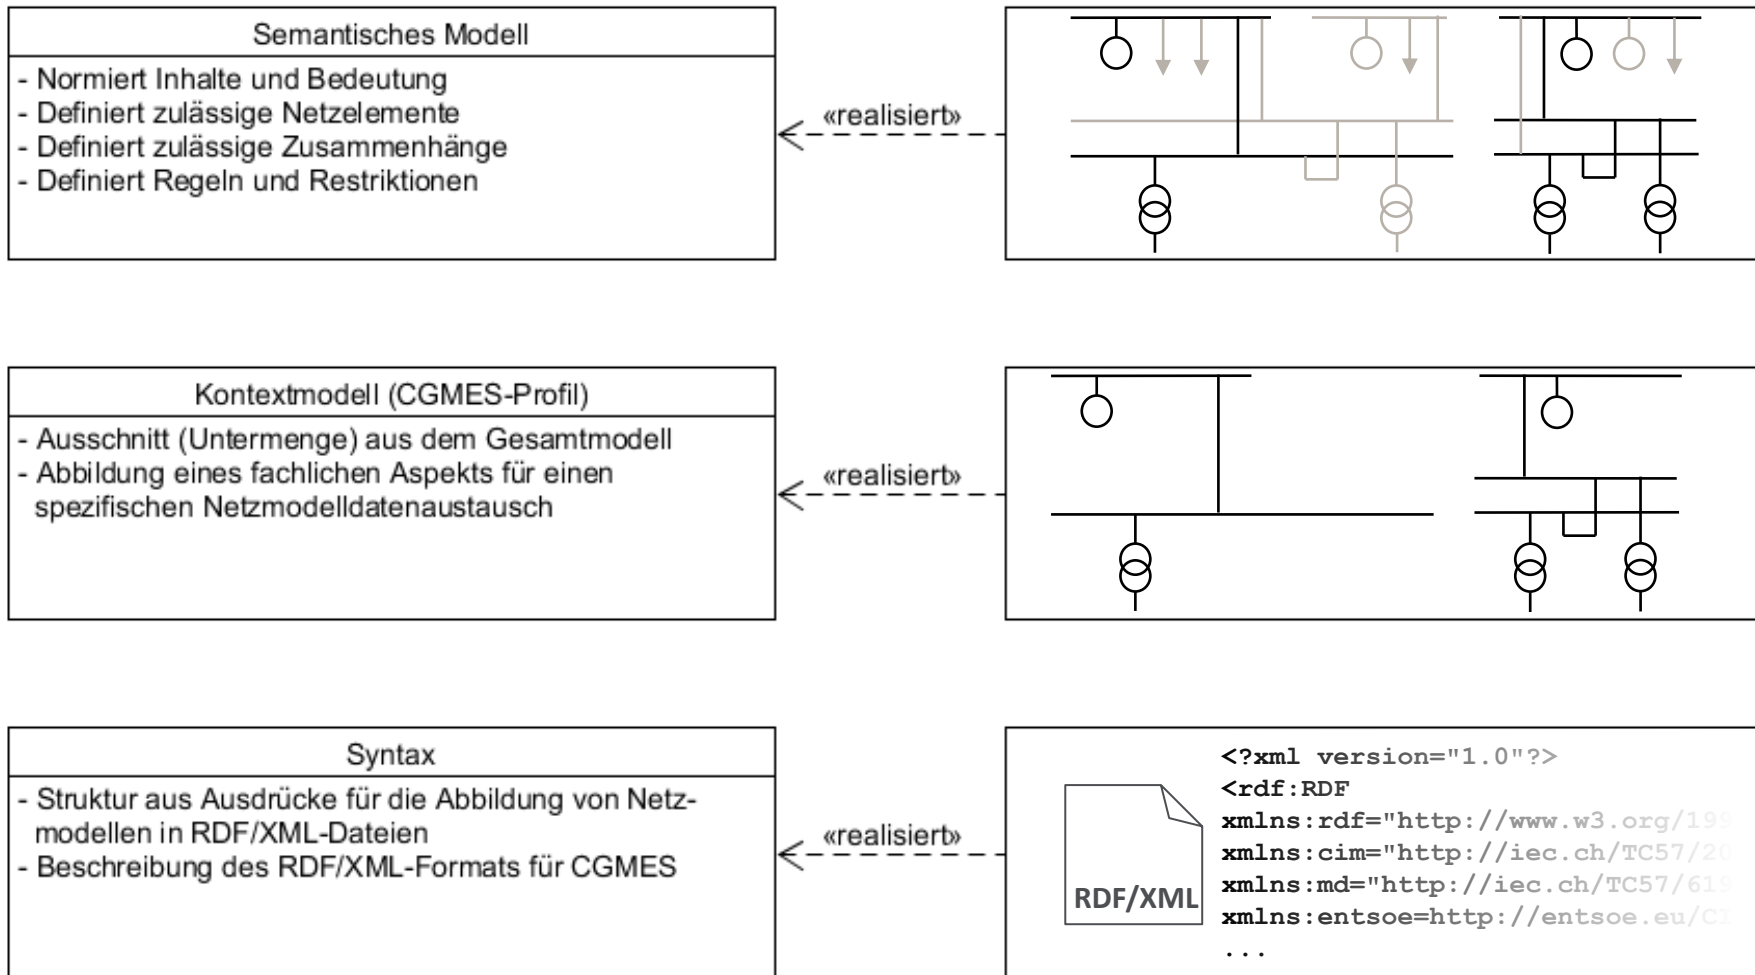 Semantisches Modell
- Normiert Inhalte und Bedeutung
- Definiert zulässige Netzelemente
- Definiert zulässige Zusammenhänge
- Definiert Regeln und Restriktionen
«realisiert»
Kontextmodell (CGMES-Profil)
- Ausschnitt (Untermenge) aus dem Gesamtmodell
- Abbildung eines fachlichen Aspekts für einen
spezifischen Netzmodelldatenaustausch
«realisiert»
Syntax
- Struktur aus Ausdrücke für die Abbildung von Netz-
modellen in RDF/XML-Dateien
- Beschreibung des RDF/XML-Formats für CGMES
«realisiert»
RDF/XML
<?xml version="1.0"?>
<rdf:RDF
xmlns:rdf="http://www.w3.org/199
xmlns:cim="http://iec.ch/TC57/20
xmlns:md="http://iec.ch/TC57/619
xmlns:entsoe=http://entsoe.eu/CI
...